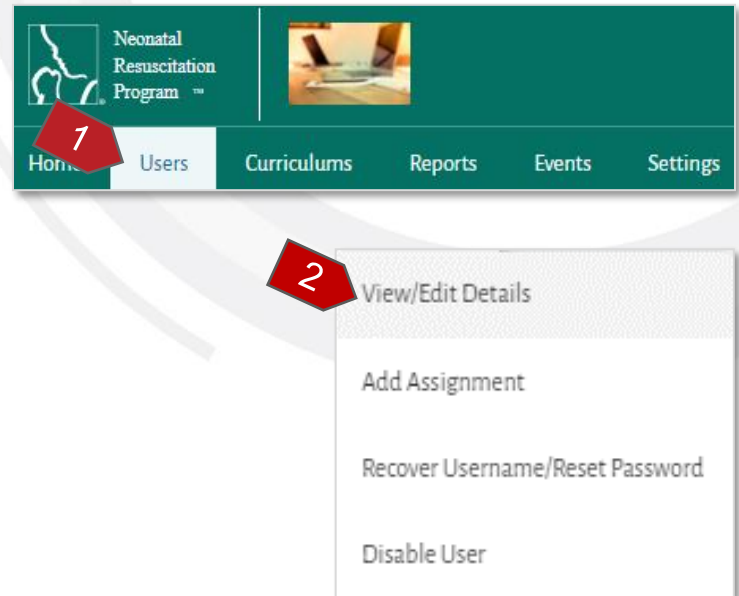 Neonatal
Resuscitation
Program ™
1
Home Users Curriculums Reports Events Settings
2
View/Edit Details
Add Assignment
Recover Username/Reset Password
Disable User